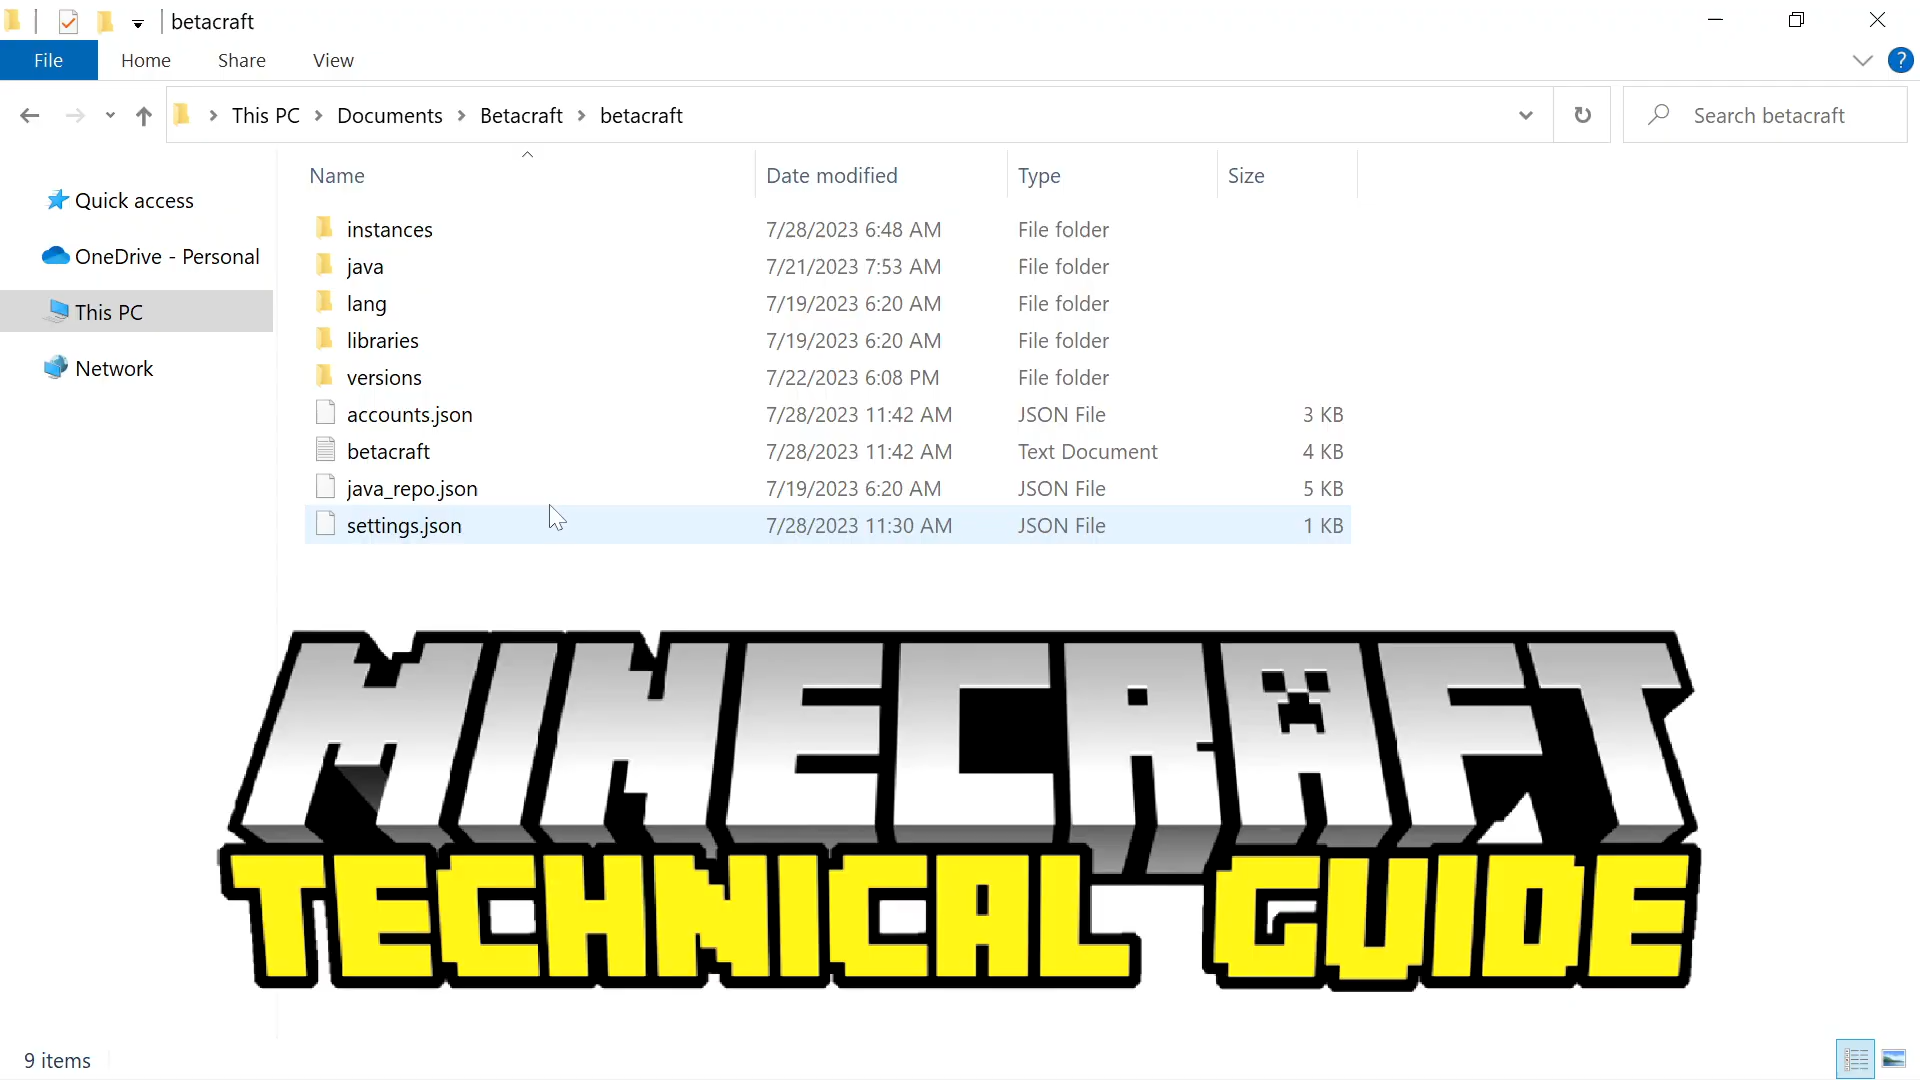 betacraft
File Home Share View
?
This PC Documents Betacraft betacraft
Search betacraft
Name Date modified Type Size
Quick access
OneDrive - Personal
This PC
Network
instances 7/28/2023 6:48 AM File folder
java 7/21/2023 7:53 AM File folder
lang 7/19/2023 6:20 AM File folder
libraries 7/19/2023 6:20 AM File folder
versions 7/22/2023 6:08 PM File folder
accounts.json 7/28/2023 11:42 AM JSON File 3 KB
betacraft 7/28/2023 11:42 AM Text Document 4 KB
java_repo.json 7/19/2023 6:20 AM JSON File 5 KB
settings.json 7/28/2023 11:30 AM JSON File 1 KB
MINECRAFT
TECHNICAL GUIDE
9 items